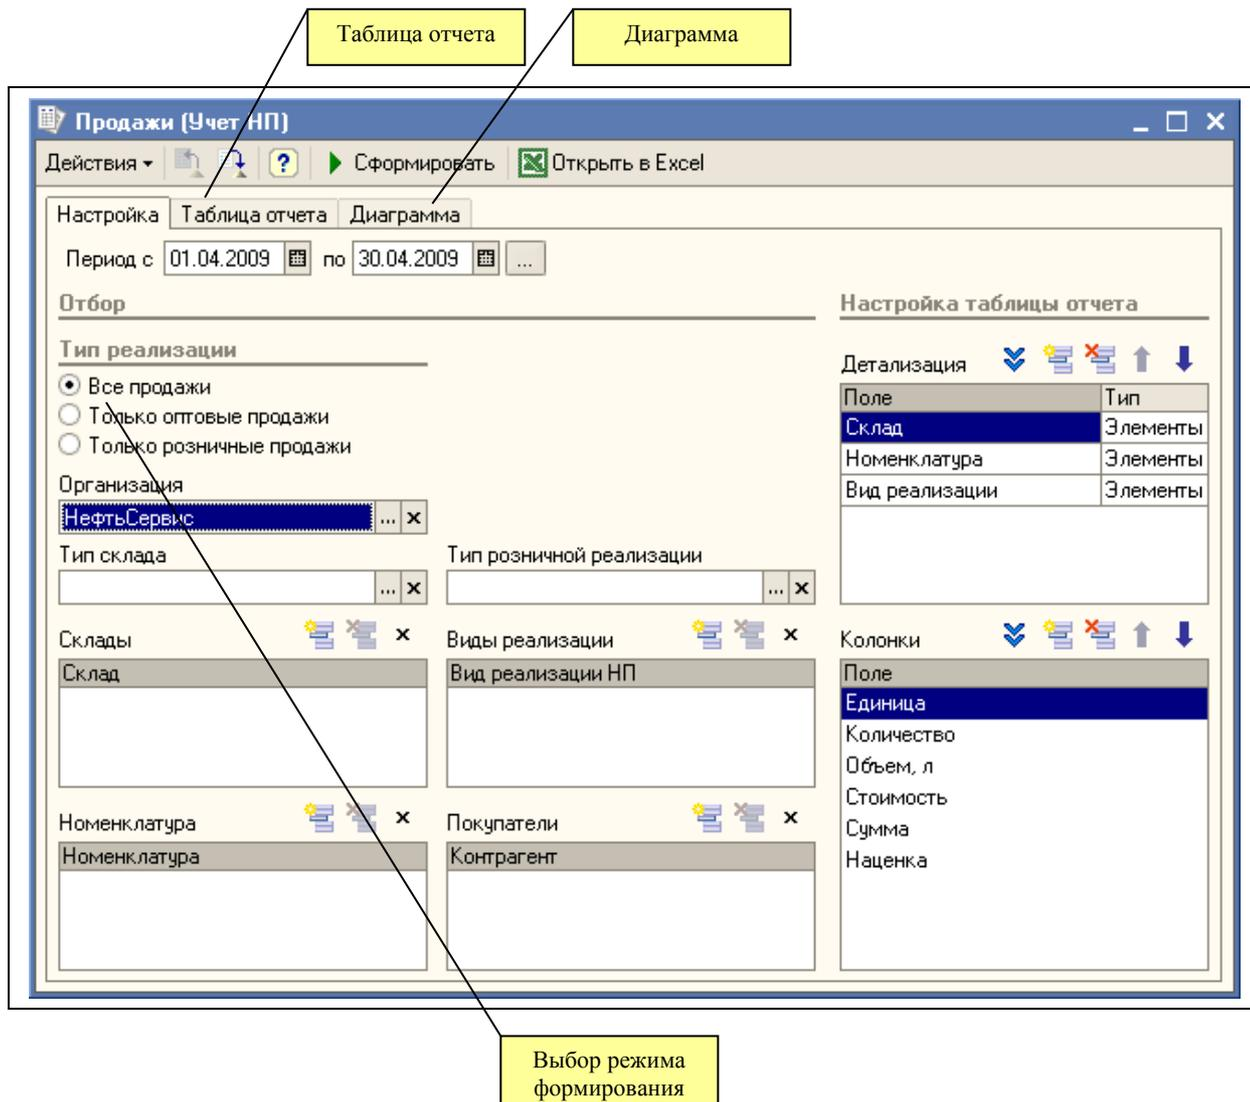 Таблица отчета
Диаграмма
Продажи (Учет НП)
Действия ? Сформировать Открыть в Excel
Настройка Таблица отчета Диаграмма
Период с 01.04.2009 по 30.04.2009 ...
Отбор
Настройка таблицы отчета
Тип реализации
Все продажи
Только оптовые продажи
Только розничные продажи
Организация
НефтьСервис ... x
Тип склада
Тип розничной реализации
... x
... x
Склады
Виды реализации
Склад
Вид реализации НП
Номенклатура
Покупатели
Номенклатура
Контрагент
Детализация
Поле Тип
Склад Элементы
Номенклатура Элементы
Вид реализации Элементы
Колонки
Поле
Единица
Количество
Объем, л
Стоимость
Сумма
Наценка
Выбор режима
формирования